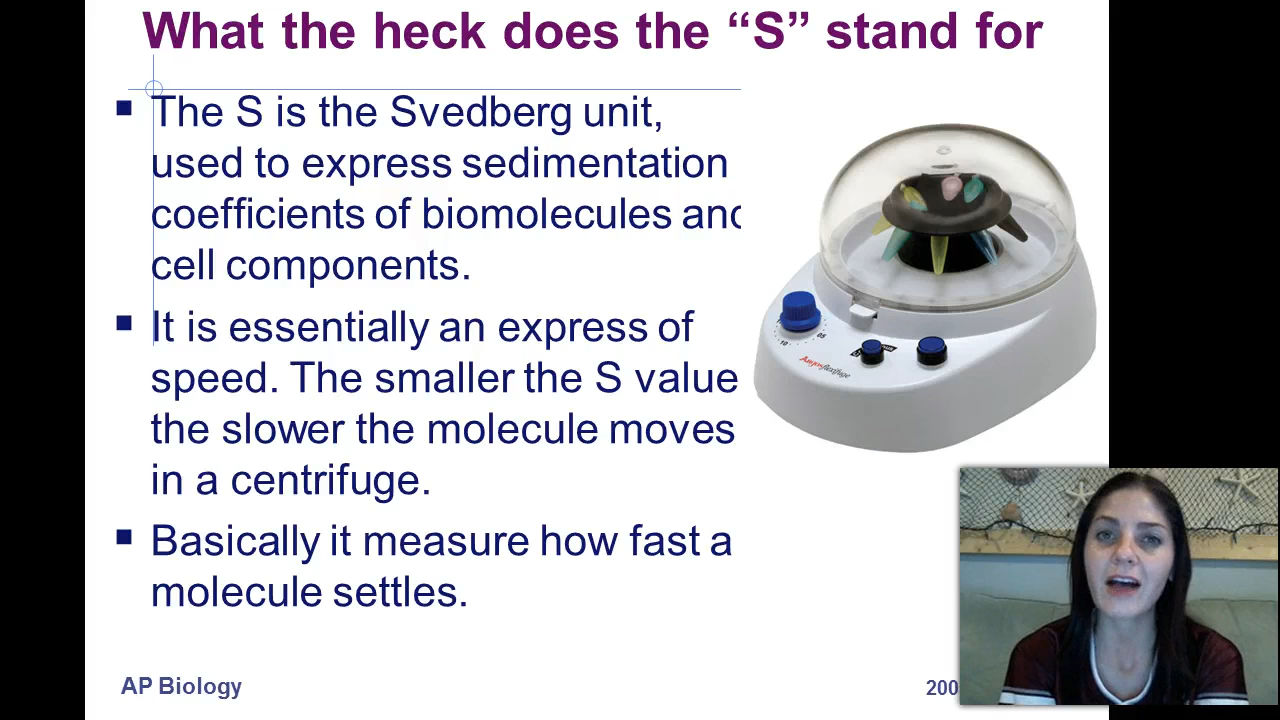 What the heck does the “S” stand for
The S is the Svedberg unit,
used to express sedimentation
coefficients of biomolecules and
cell components.
It is essentially an express of
speed. The smaller the S value
the slower the molecule moves
in a centrifuge.
Basically it measure how fast a
molecule settles.
AP Biology